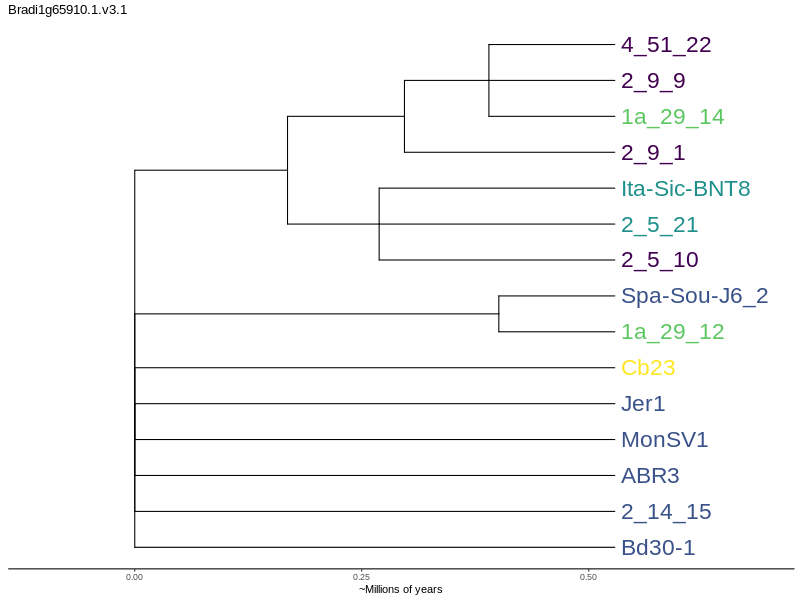 Bradi1g65910.1.v3.1
4_51_22
2_9_9
1a_29_14
2_9_1
Ita-Sic-BNT8
2_5_21
2_5_10
Spa-Sou-J6_2
1a_29_12
Cb23
Jer1
MonSV1
ABR3
2_14_15
Bd30-1
0.00 0.25 0.50
~Millions of years